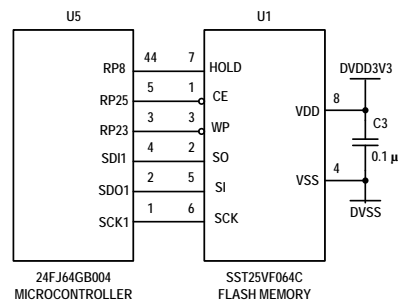 U5 U1
RP8 44 7 HOLD
RP25 5 1 CE
RP23 3 3 WP
SDI1 4 2 SO
SDO1 2 5 SI
SCK1 1 6 SCK
DVDD3V3
VDD 8
C3
0.1 μ
VSS 4
DVSS
24FJ64GB004 SST25VF064C
MICROCONTROLLER FLASH MEMORY